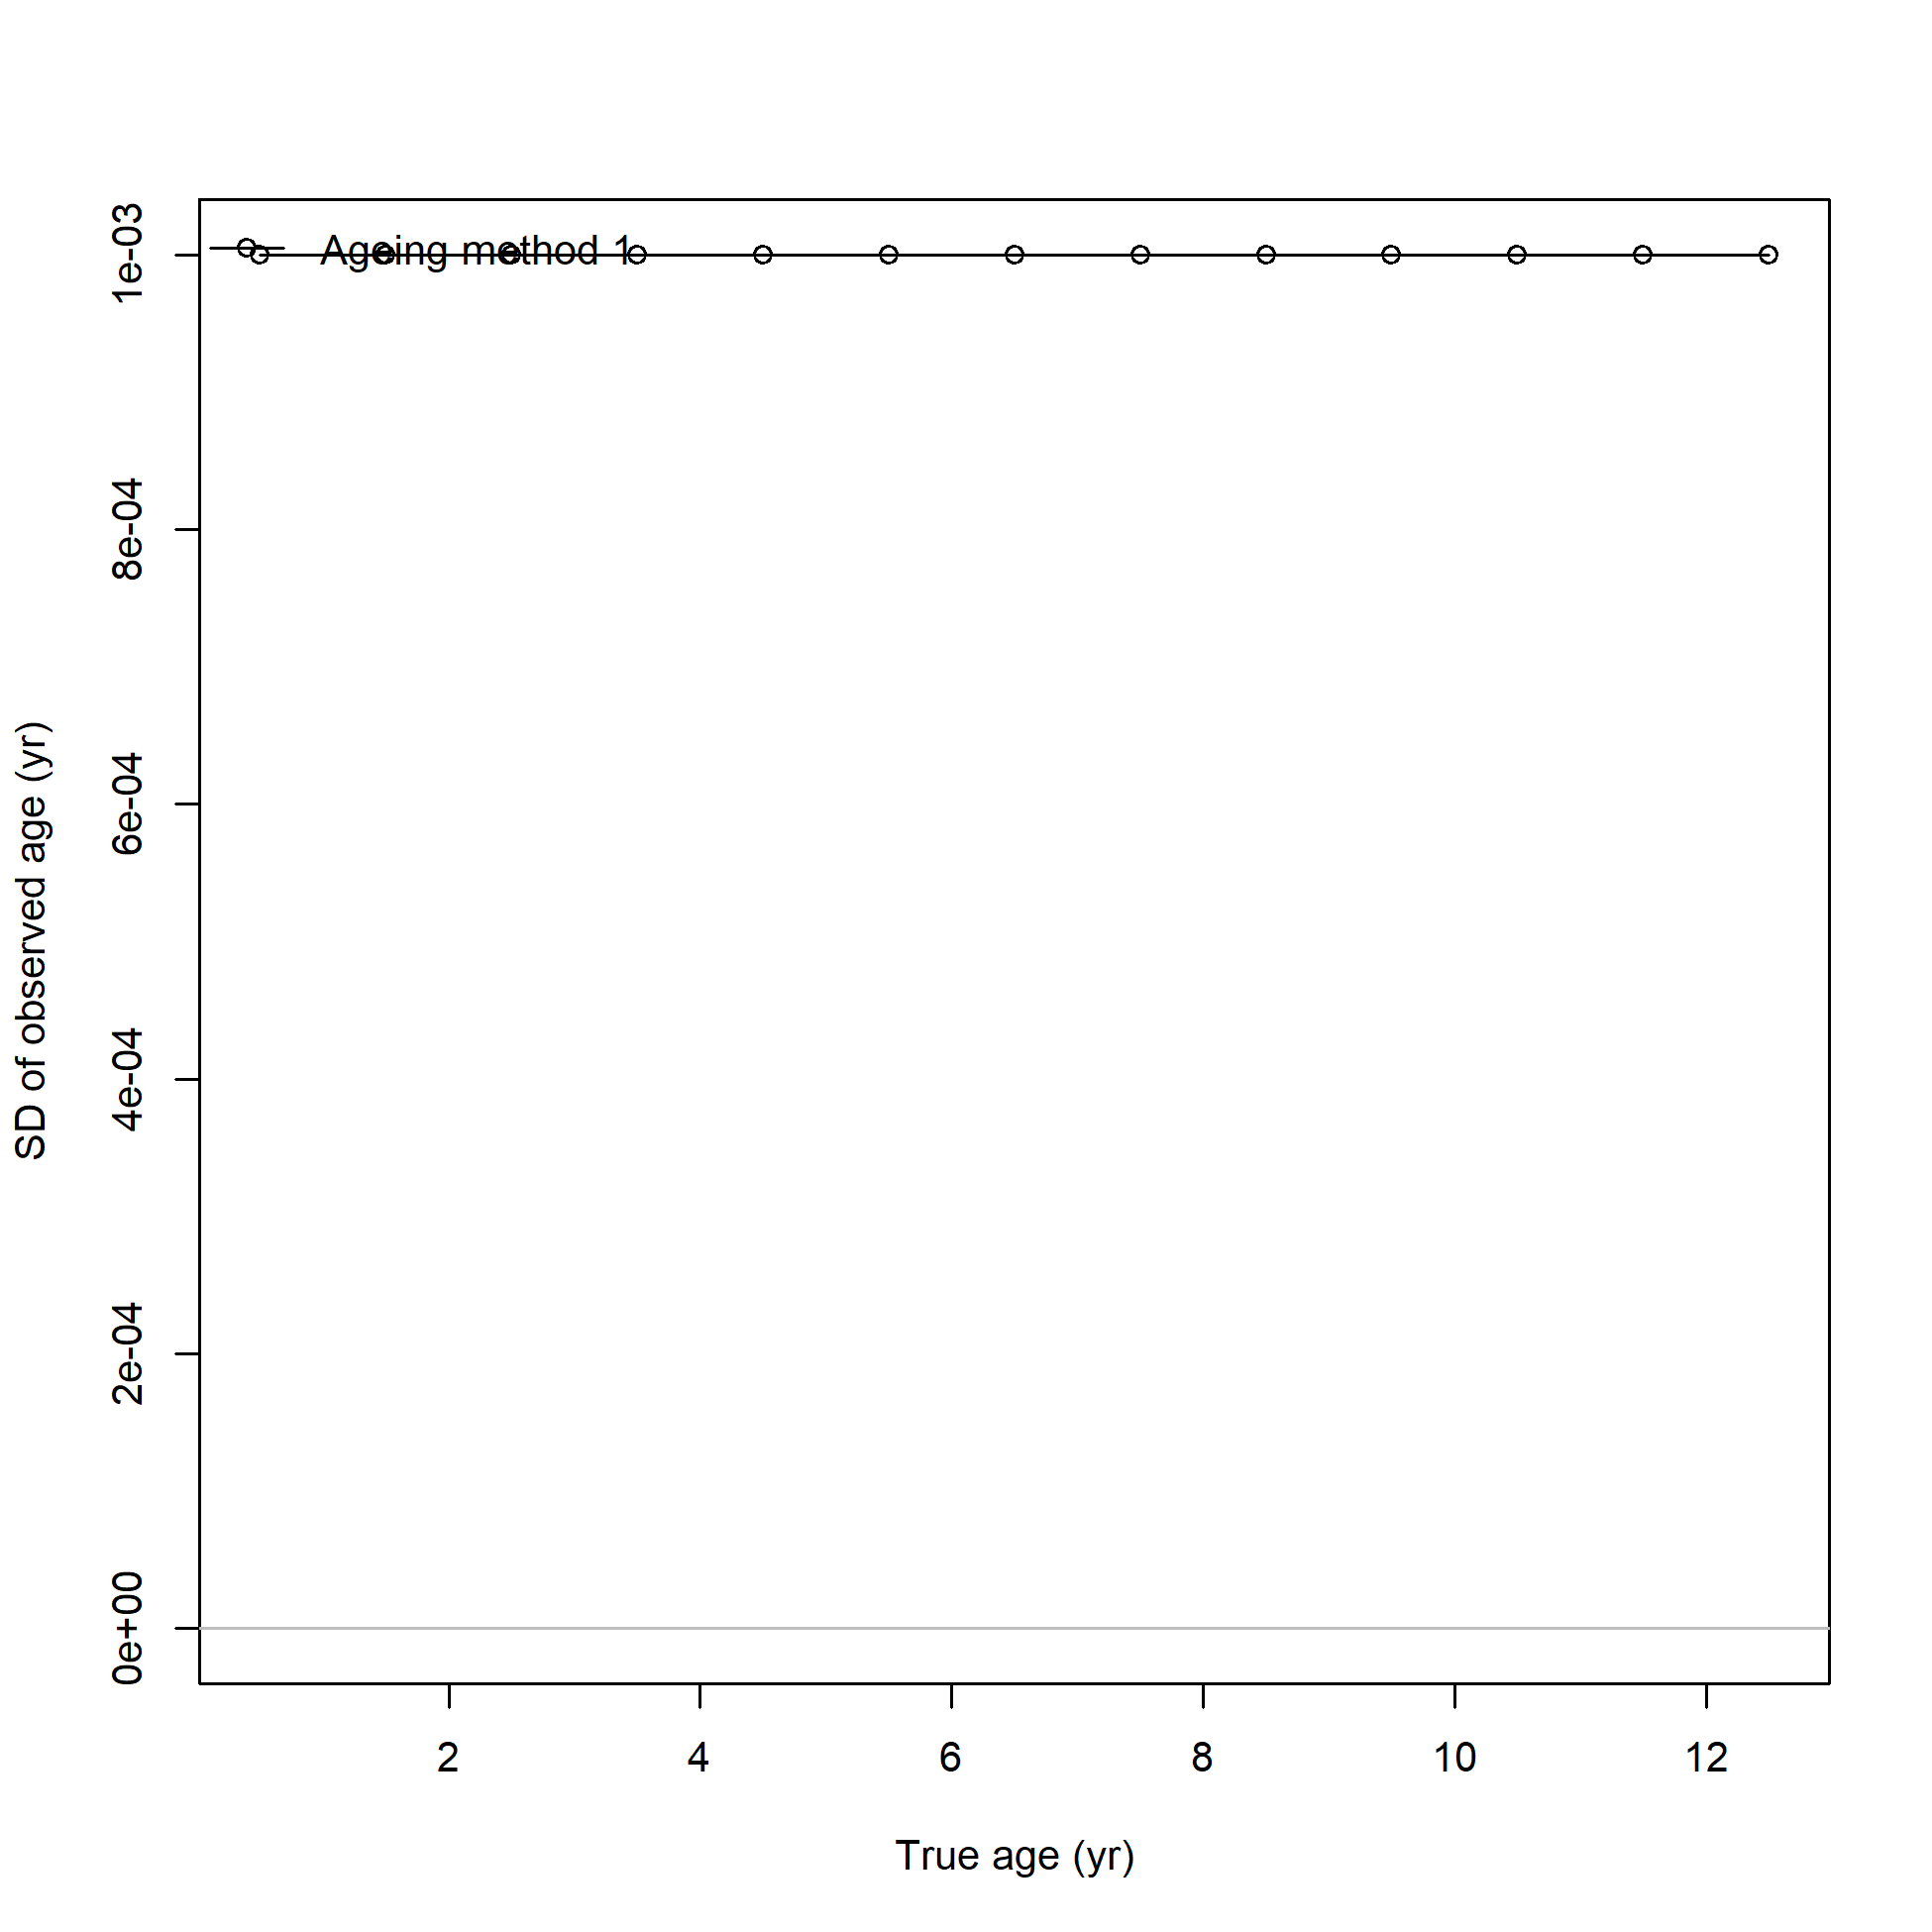 Ageing method 1
1e-03
8e-04
6e-04
4e-04
2e-04
0e+00
SD of observed age (yr)
2 4 6 8 10 12
True age (yr)